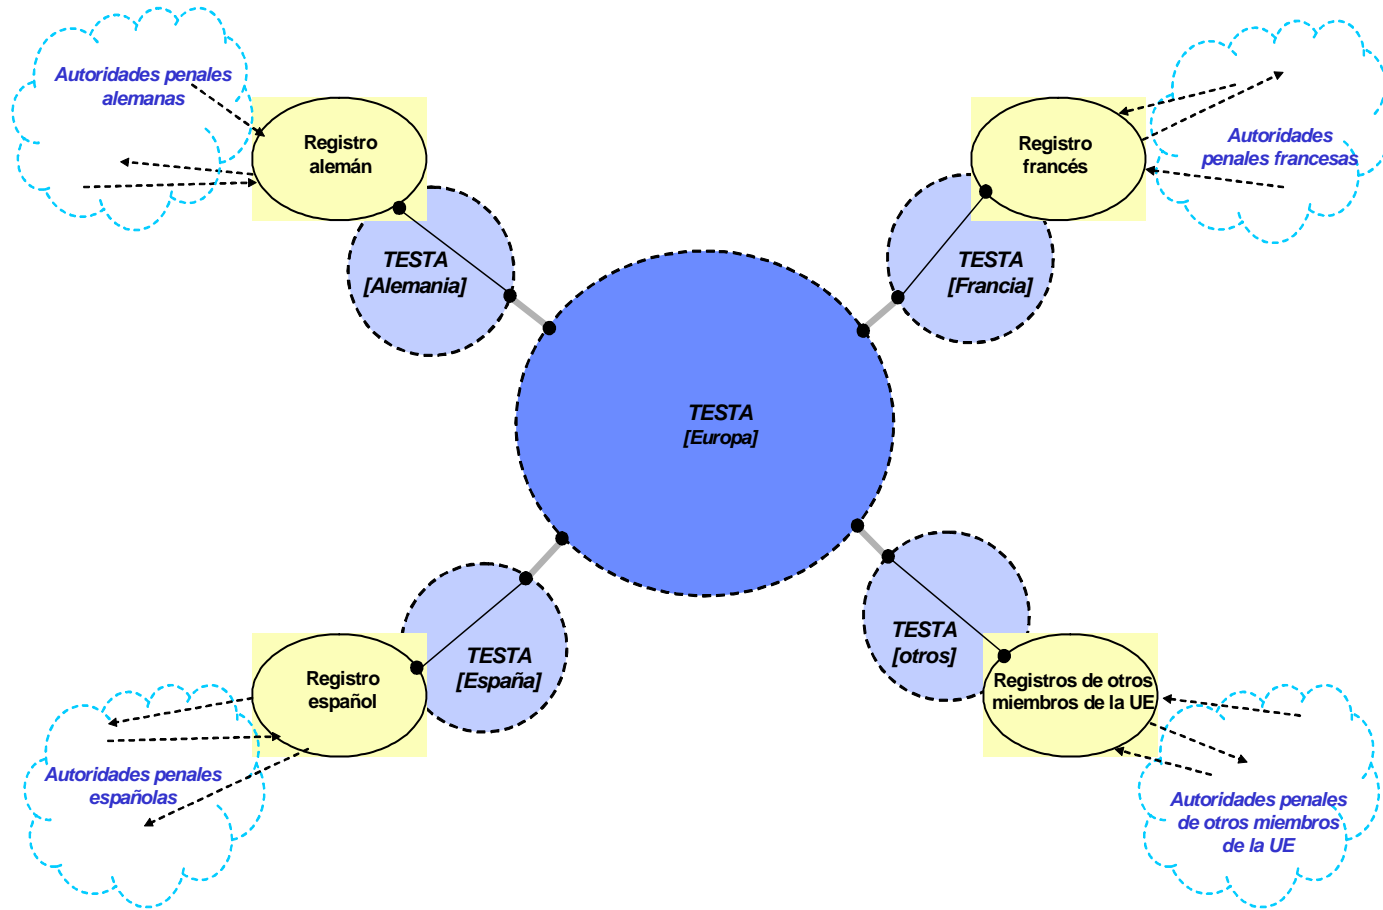 Autoridades penales
alemanas
Registro
alemán
TESTA
[Alemania]
Registro
francés
Autoridades
penales francesas
TESTA
[Francia]
TESTA
[Europa]
TESTA
[España]
Registro
español
Autoridades penales
españolas
TESTA
[otros]
Registros de otros
miembros de la UE
Autoridades penales
de otros miembros
de la UE